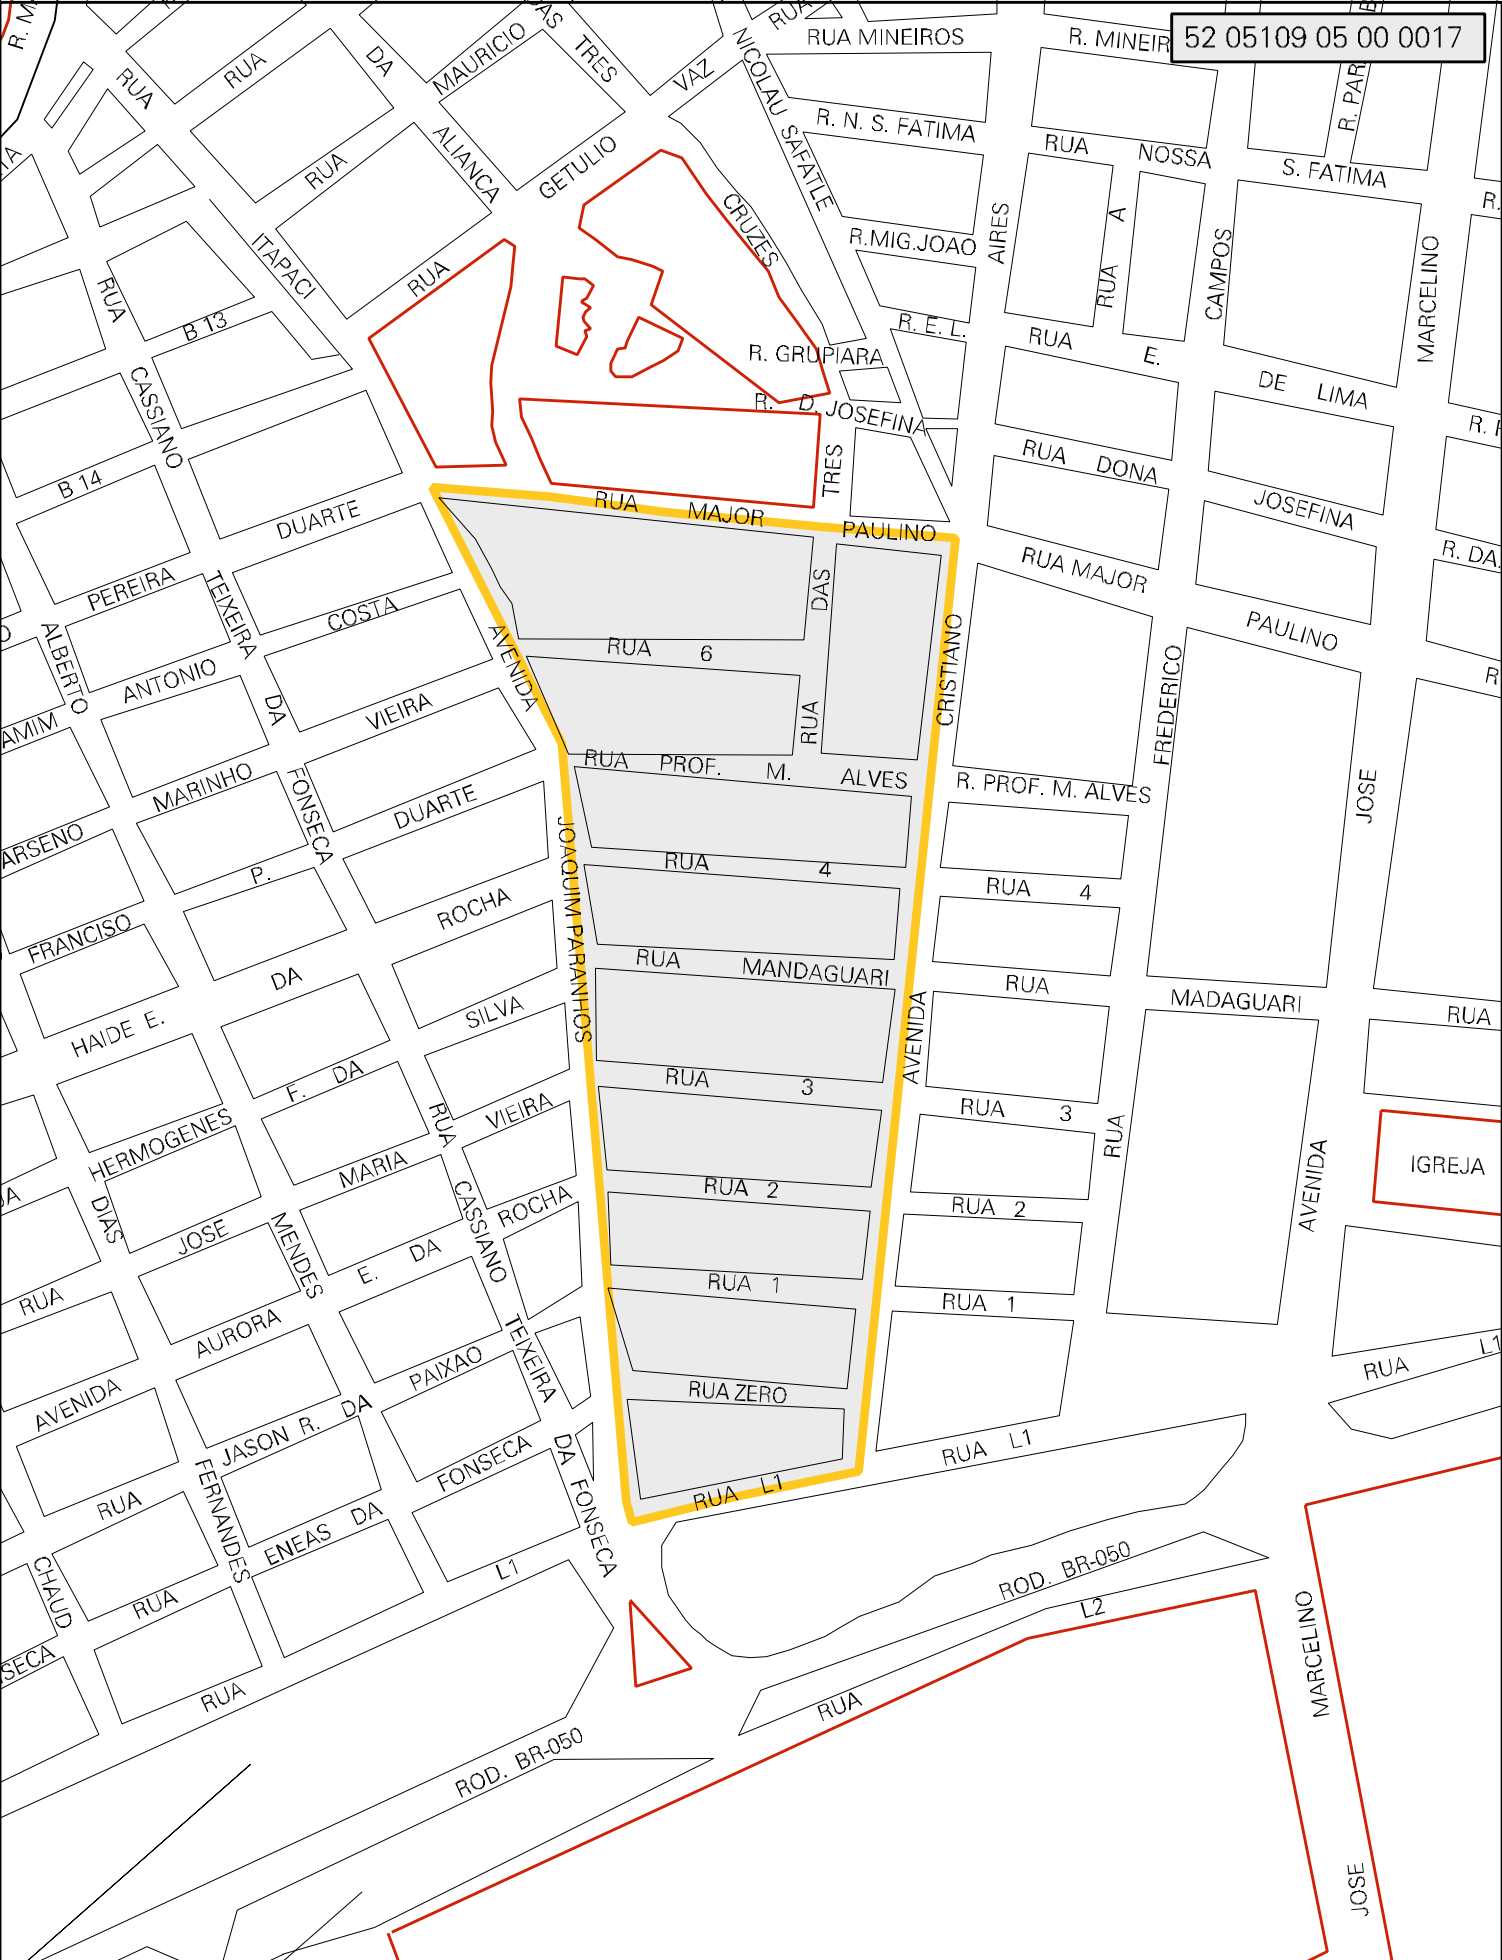 52 05109 05 00 0017
RUA MINEIROS
R. MINEIR
R. N. S. FATIMA
RUA NOSSA S. FATIMA
R.MIG.JOAO
R. E. L.
R. GRUPIARA
R. D. JOSEFINA
RUA E. DE LIMA
RUA DONA JOSEFINA
RUA MAJOR PAULINO
RUA MAJOR PAULINO
R. DA.
RUA 6
RUA PROF. M. ALVES
R. PROF. M. ALVES
RUA 4
RUA 4
RUA MANDAGUARI
RUA MADAGUARI
RUA
RUA 3
RUA 3
RUA 2
RUA 2
RUA 1
RUA 1
RUA ZERO
RUA L1
RUA L1
RUA L1
IGREJA
ROD. BR-050
RUA L2
ROD. BR-050
RUA L1
NICOLAU SAFATLE
CRUZES
TRES
RUA DAS
AIRES
RUA A
CAMPOS
MARCELINO
CRISTIANO
AVENIDA
FREDERICO
RUA
JOSE
AVENIDA
MARCELINO
JOSE
AVENIDA
JOAQUIM PARANHOS
RUA
DA
MAURICIO
DAS TRES
VAZ
RUA
RUA
RUA
ALIANCA
GETULIO
RUA
ITAPACI
RUA
B 13
CASSIANO
B 14
DUARTE
PEREIRA
TEIXEIRA
COSTA
ALBERTO
ANTONIO
DA
VIEIRA
AMIM
MARINHO
FONSECA
DUARTE
ARSENO
P.
ROCHA
FRANCISO
DA
SILVA
HAIDE E.
F. DA
VIEIRA
RUA
HERMOGENES
MARIA
ROCHA
CASSIANO
DIAS
JOSE
MENDES
E. DA
RUA
AURORA
PAIXAO
TEIXEIRA
AVENIDA
JASON R. DA
FONSECA
DA FONSECA
RUA
FERNANDES
ENEAS DA
CHAUD
RUA
SECA